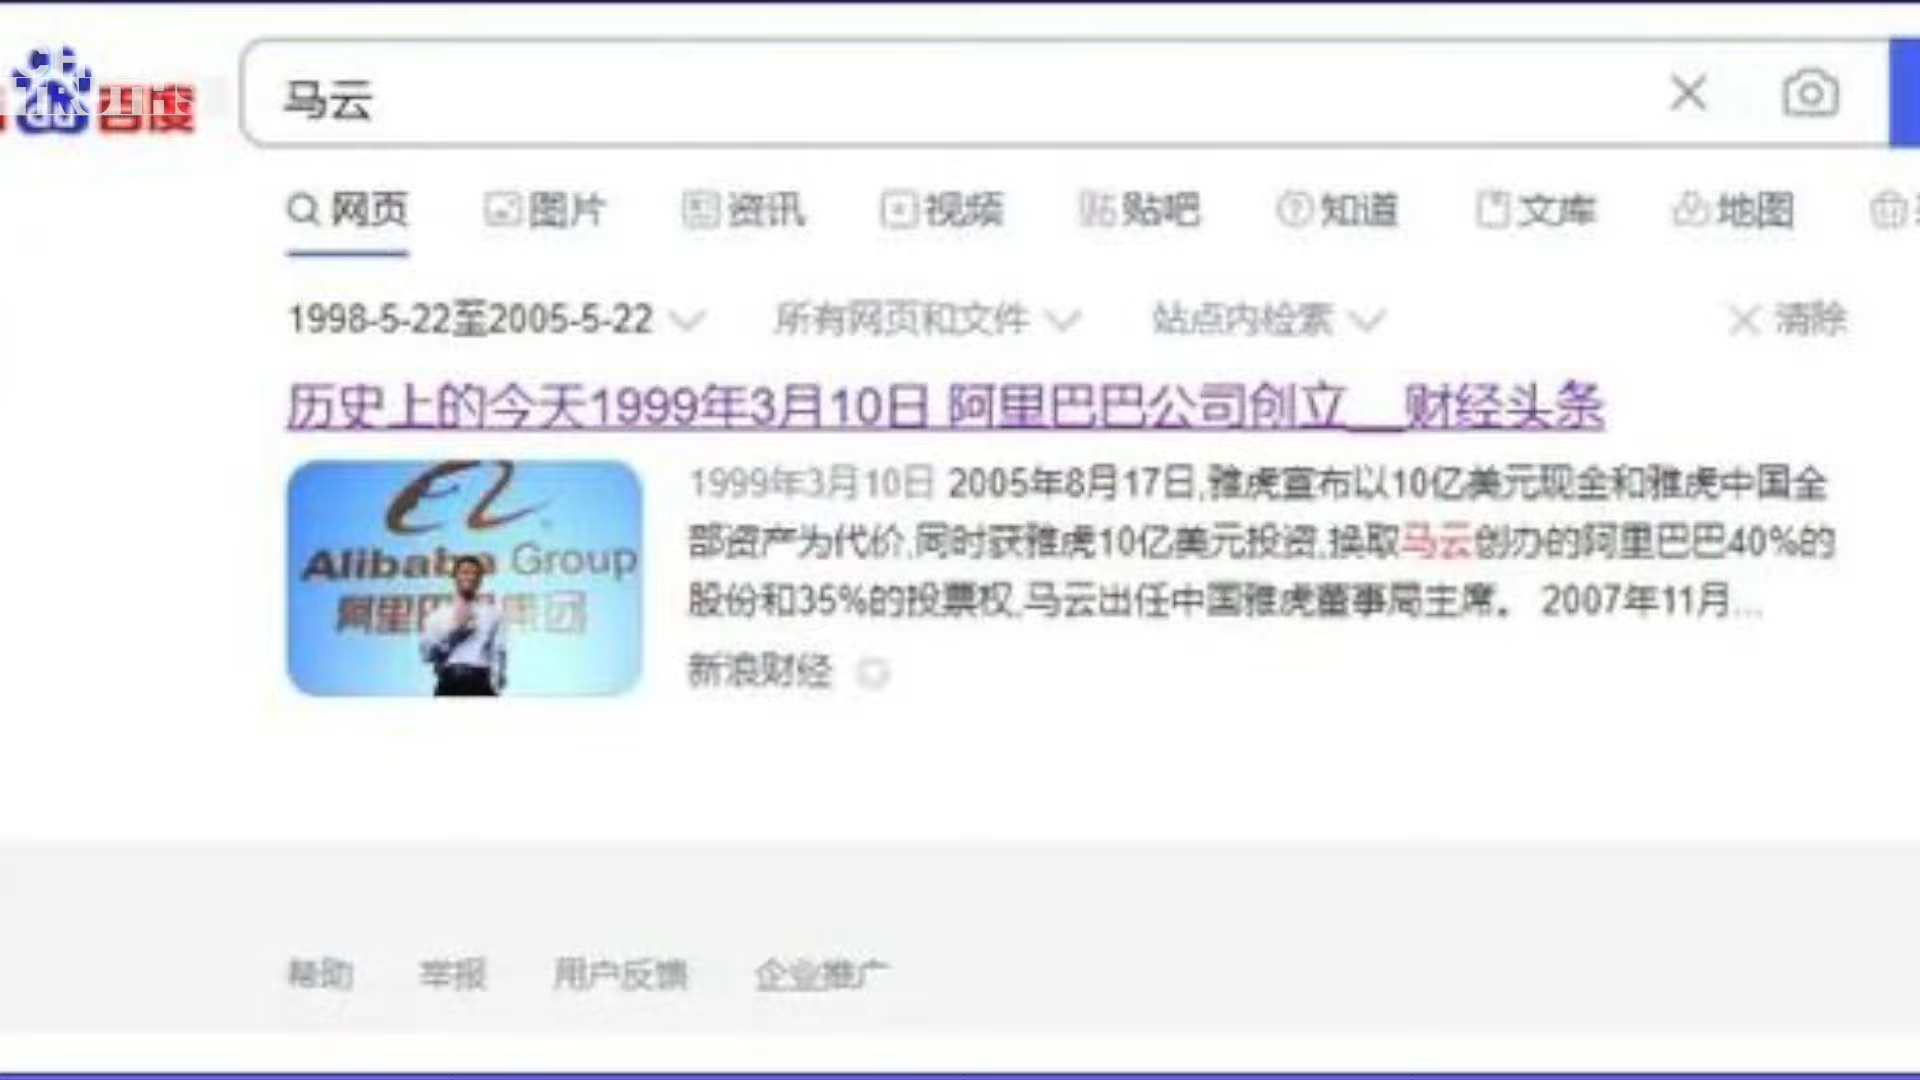 百度
马云
网页 图片 资讯 视频 贴吧 知道 文库 地图
1998-5-22至2005-5-22 所有网页和文件 站点内检索 清除
历史上的今天1999年3月10日 阿里巴巴公司创立__财经头条
Alibaba Group
阿里巴巴集团
1999年3月10日 2005年8月17日,雅虎宣布以10亿美元现金和雅虎中国全
部资产为代价,同时获雅虎10亿美元投资,换取马云创办的阿里巴巴40%的
股份和35%的投票权,马云出任中国雅虎董事局主席。 2007年11月...
新浪财经
帮助 举报 用户反馈 企业推广